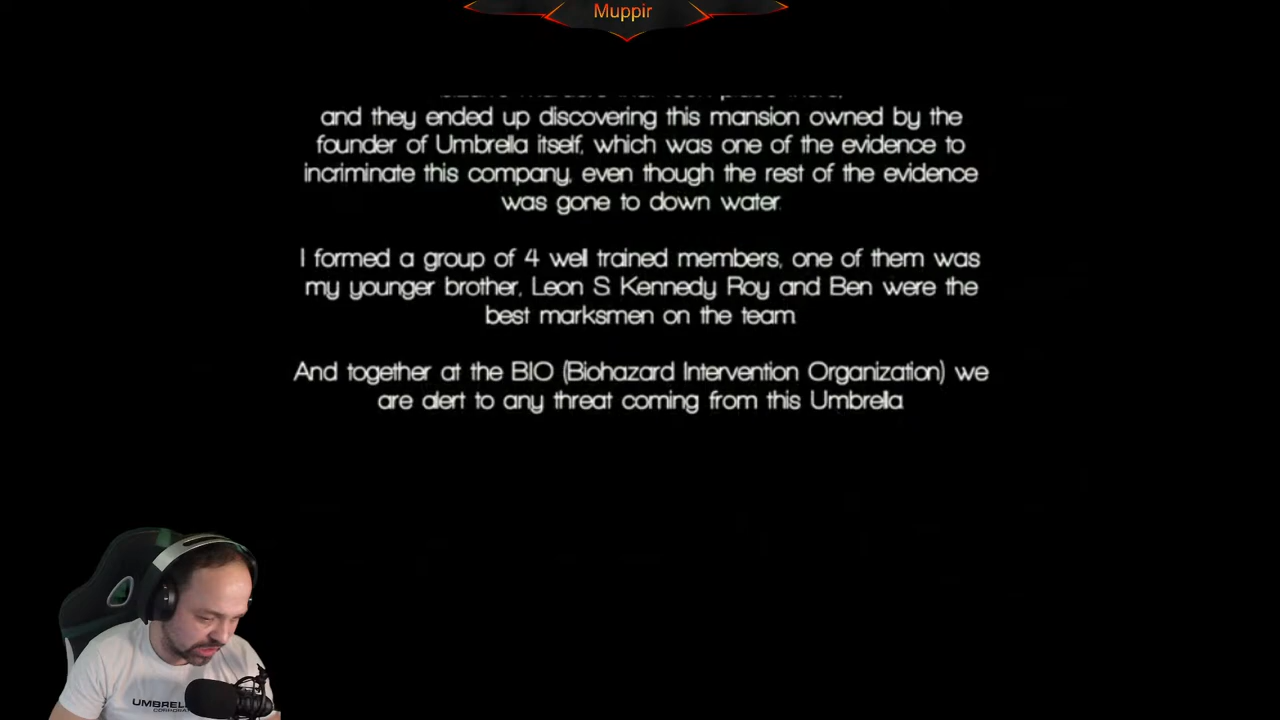 Muppir
and they ended up discovering this mansion owned by the
founder of Umbrella itself, which was one of the evidence to
incriminate this company, even though the rest of the evidence
was gone to down water.
I formed a group of 4 well trained members, one of them was
my younger brother, Leon S Kennedy Roy and Ben were the
best marksmen on the team
And together at the BIO (Biohazard Intervention Organization) we
are alert to any threat coming from this Umbrella